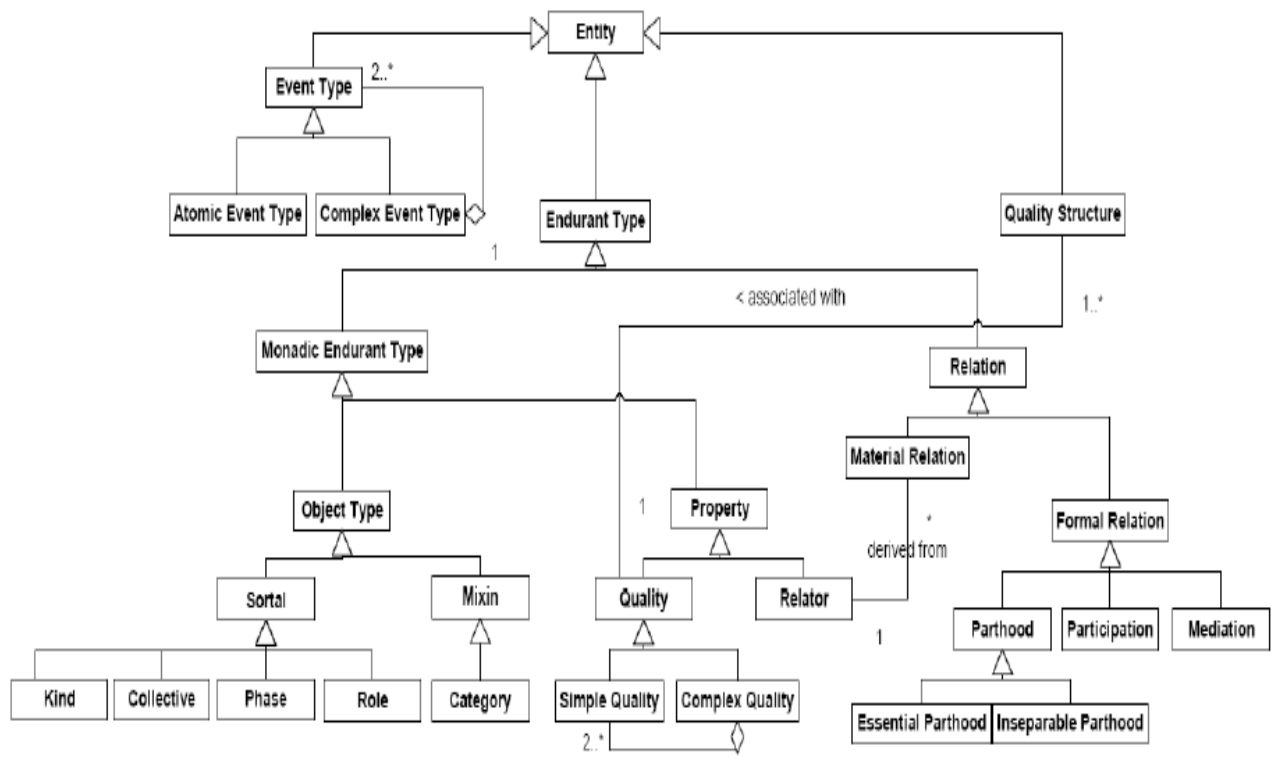 Entity
Event Type
2..*
Atomic Event Type
Complex Event Type
Endurant Type
Quality Structure
1
< associated with
1..*
Monadic Endurant Type
Relation
Material Relation
Object Type
1
Property
*
Formal Relation
derived from
Sortal
Mixin
Quality
Relator
1
Parthood
Participation
Mediation
Kind
Collective
Phase
Role
Category
Simple Quality
Complex Quality
2..*
Essential Parthood
Inseparable Parthood